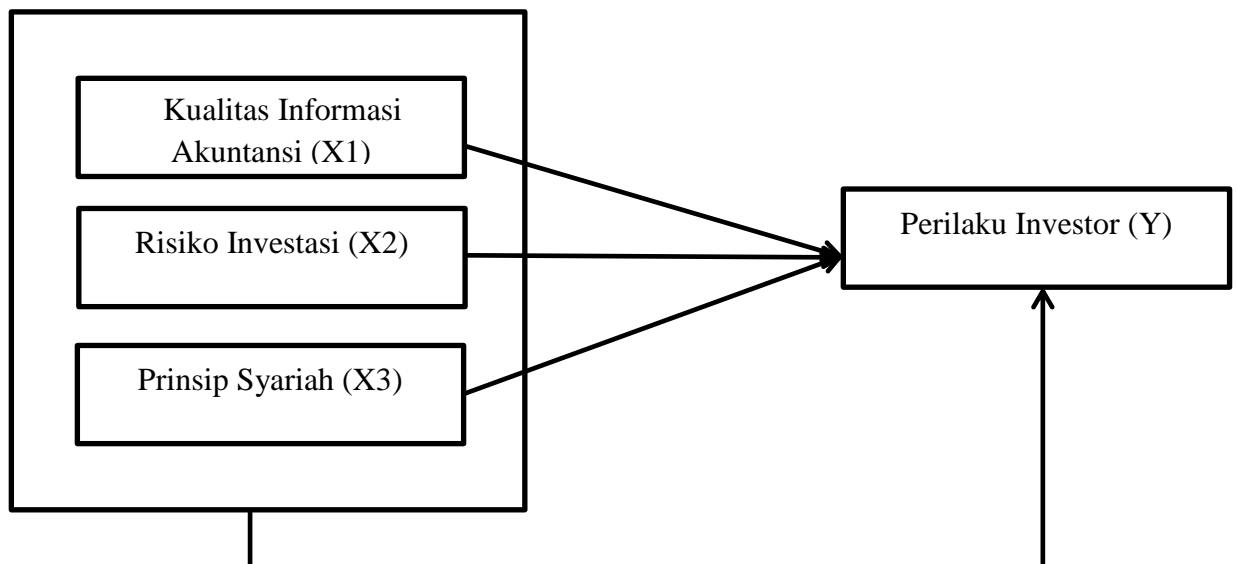 Kualitas Informasi
Akuntansi (X1)
Risiko Investasi (X2)
Perilaku Investor (Y)
Prinsip Syariah (X3)